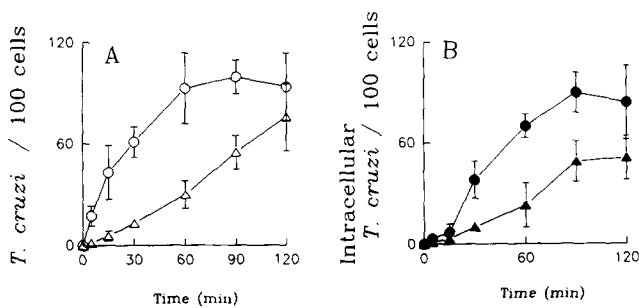 A
T. cruzi / 100 cells
120
60
0
0 30 60 90 120
Time (min)
B
Intracellular
T. cruzi / 100 cells
120
60
0
0 60 120
Time (min)